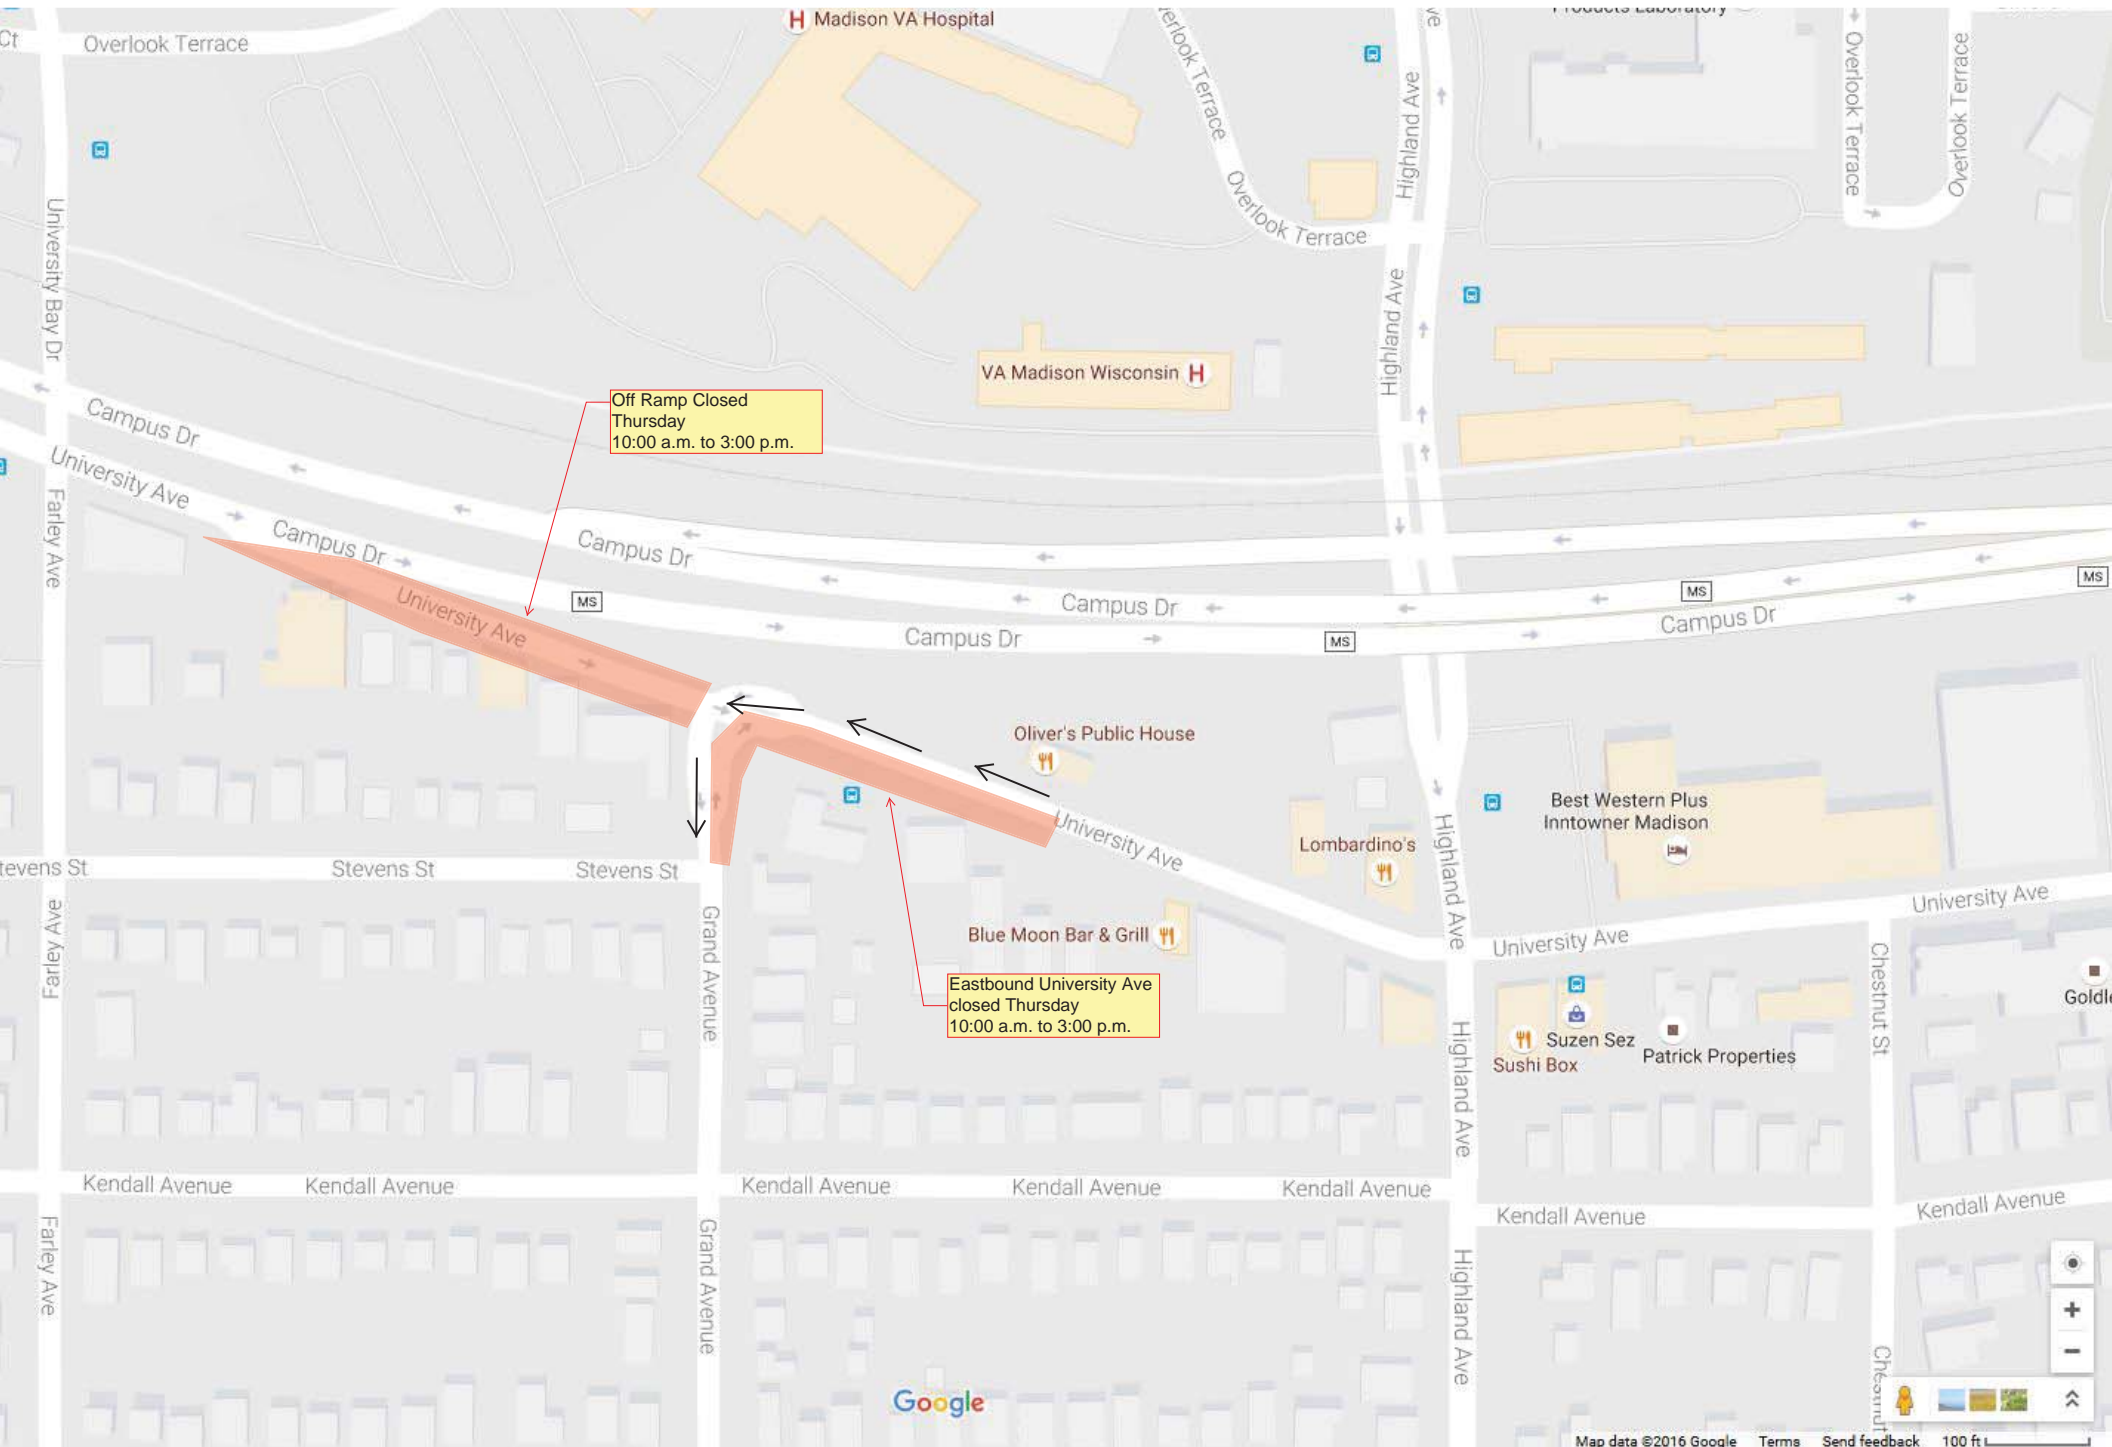 Madison VA Hospital
Products Laboratory
Ct
Overlook Terrace
Overlook Terrace
Overlook Terrace
Overlook Terrace
Overlook Terrace
Highland Ave
Highland Ave
University Bay Dr
VA Madison Wisconsin
Off Ramp Closed
Thursday
10:00 a.m. to 3:00 p.m.
Campus Dr
University Ave
Farley Ave
Campus Dr
Campus Dr
University Ave
MS
Campus Dr
Campus Dr
MS
MS
MS
Campus Dr
Oliver's Public House
University Ave
Lombardino's
Highland Ave
Best Western Plus
Inntowner Madison
Stevens St
Stevens St
University Ave
University Ave
Farley Ave
Grand Avenue
Blue Moon Bar & Grill
Eastbound University Ave
closed Thursday
10:00 a.m. to 3:00 p.m.
Chestnut St
Suzen Sez
Sushi Box
Patrick Properties
Highland Ave
Kendall Avenue
Kendall Avenue
Kendall Avenue
Kendall Avenue
Kendall Avenue
Kendall Avenue
Kendall Avenue
Farley Ave
Grand Avenue
Highland Ave
Google
Map data ©2016 Google
Terms
Send feedback
100 ft